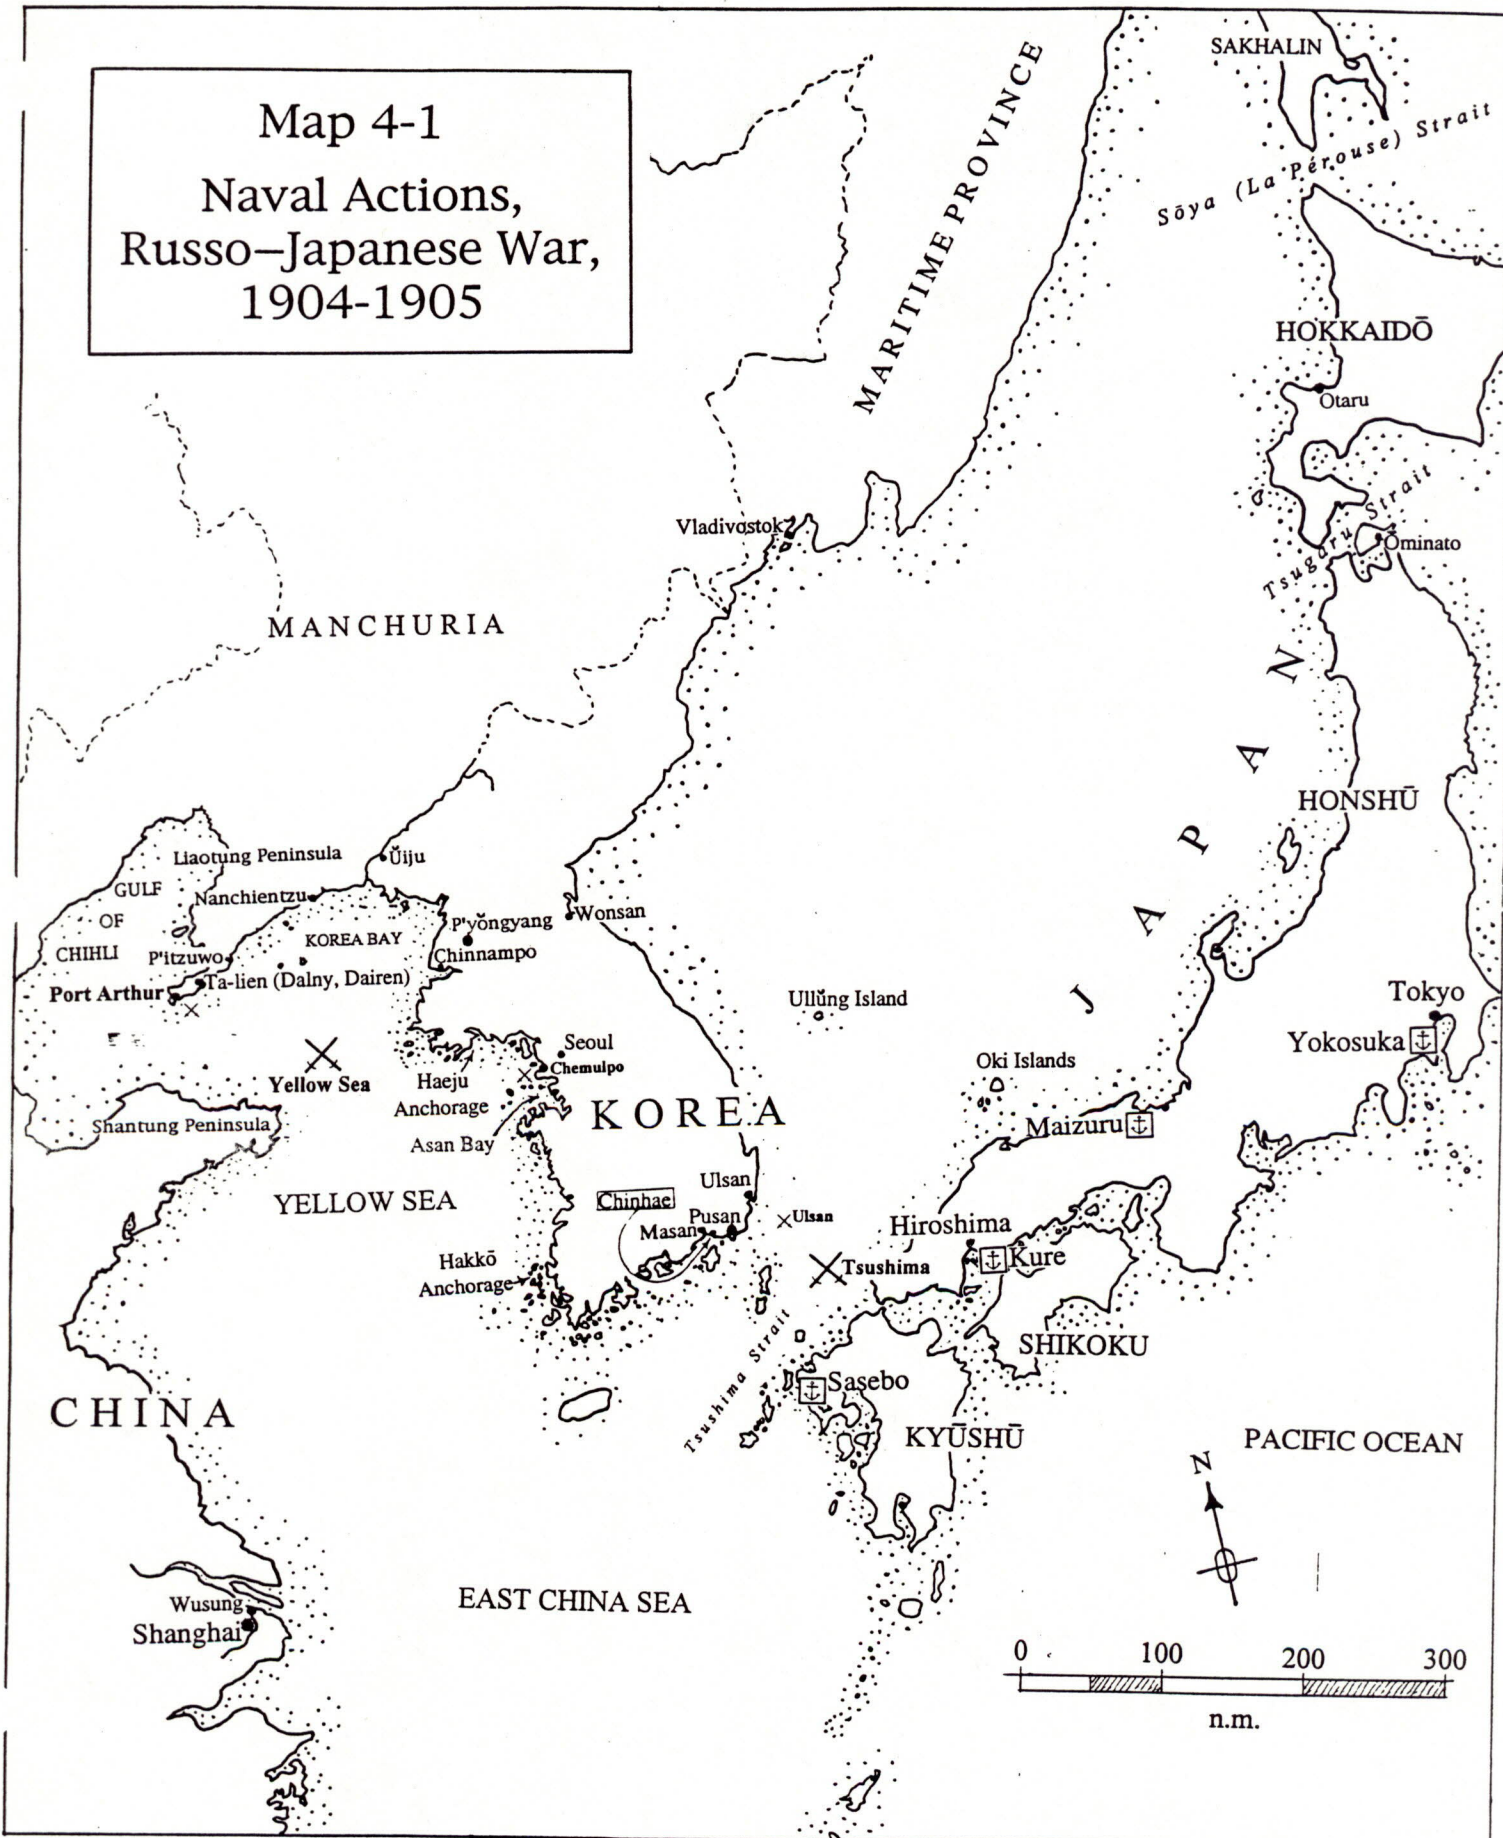 Map 4-1
Naval Actions,
Russo–Japanese War,
1904-1905
SAKHALIN
Sōya (La Pérouse) Strait
MARITIME PROVINCE
HOKKAIDŌ
Otaru
Tsugaru Strait
Ōminato
Vladivostok
MANCHURIA
JAPAN
HONSHŪ
Liaotung Peninsula
Ŭiju
GULF
OF
CHIHLI
Nanchientzu
P'yŏngyang
Wonsan
KOREA BAY
P'itzuwo
Chinnampo
Ta-lien (Dalny, Dairen)
Port Arthur
Ullŭng Island
Tokyo
Yokosuka
Seoul
Chemulpo
Yellow Sea
Haeju
Anchorage
Oki Islands
KOREA
Shantung Peninsula
Maizuru
Asan Bay
Ulsan
YELLOW SEA
Chinhae
Pusan
Ulsan
Masan
Hiroshima
Kure
Hakkō
Anchorage
Tsushima
Tsushima Strait
SHIKOKU
Sasebo
CHINA
KYŪSHŪ
PACIFIC OCEAN
N
EAST CHINA SEA
Wusung
Shanghai
0 100 200 300
n.m.